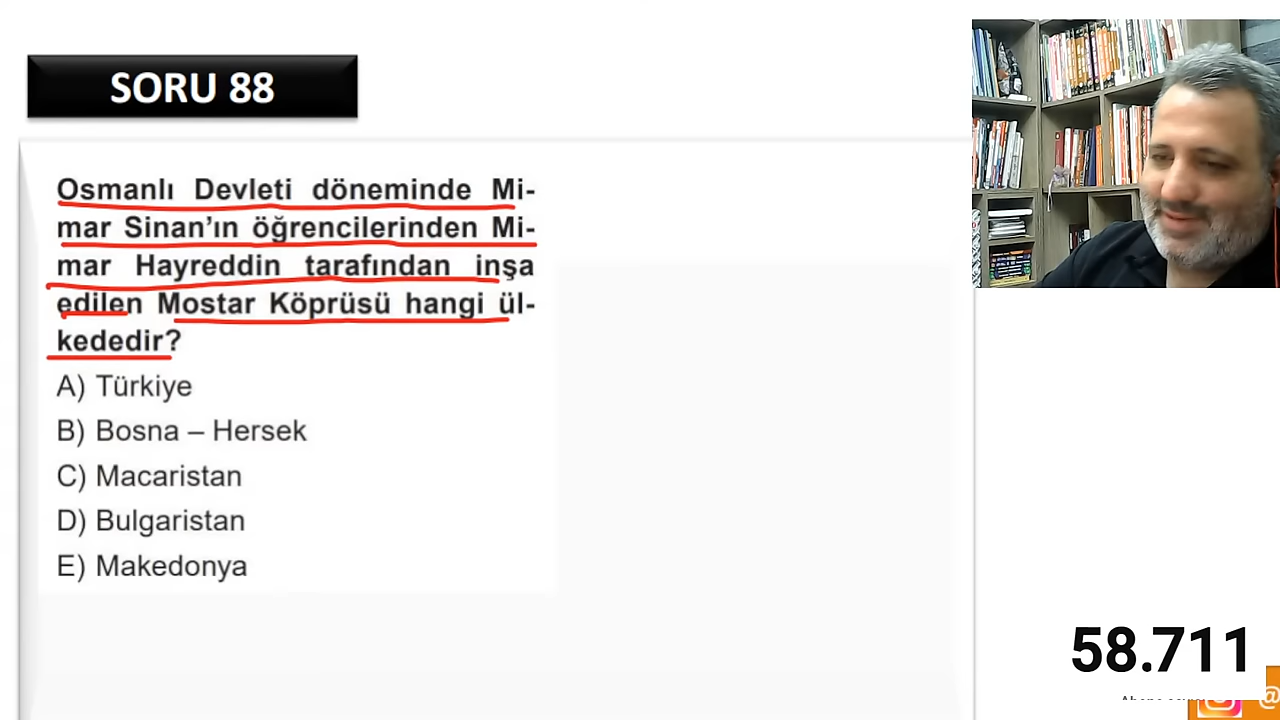 SORU 88
Osmanlı Devleti döneminde Mi-
mar Sinan'ın öğrencilerinden Mi-
mar Hayreddin tarafından inşa
edilen Mostar Köprüsü hangi ül-
kededir?
A) Türkiye
B) Bosna – Hersek
C) Macaristan
D) Bulgaristan
E) Makedonya
58.711
@